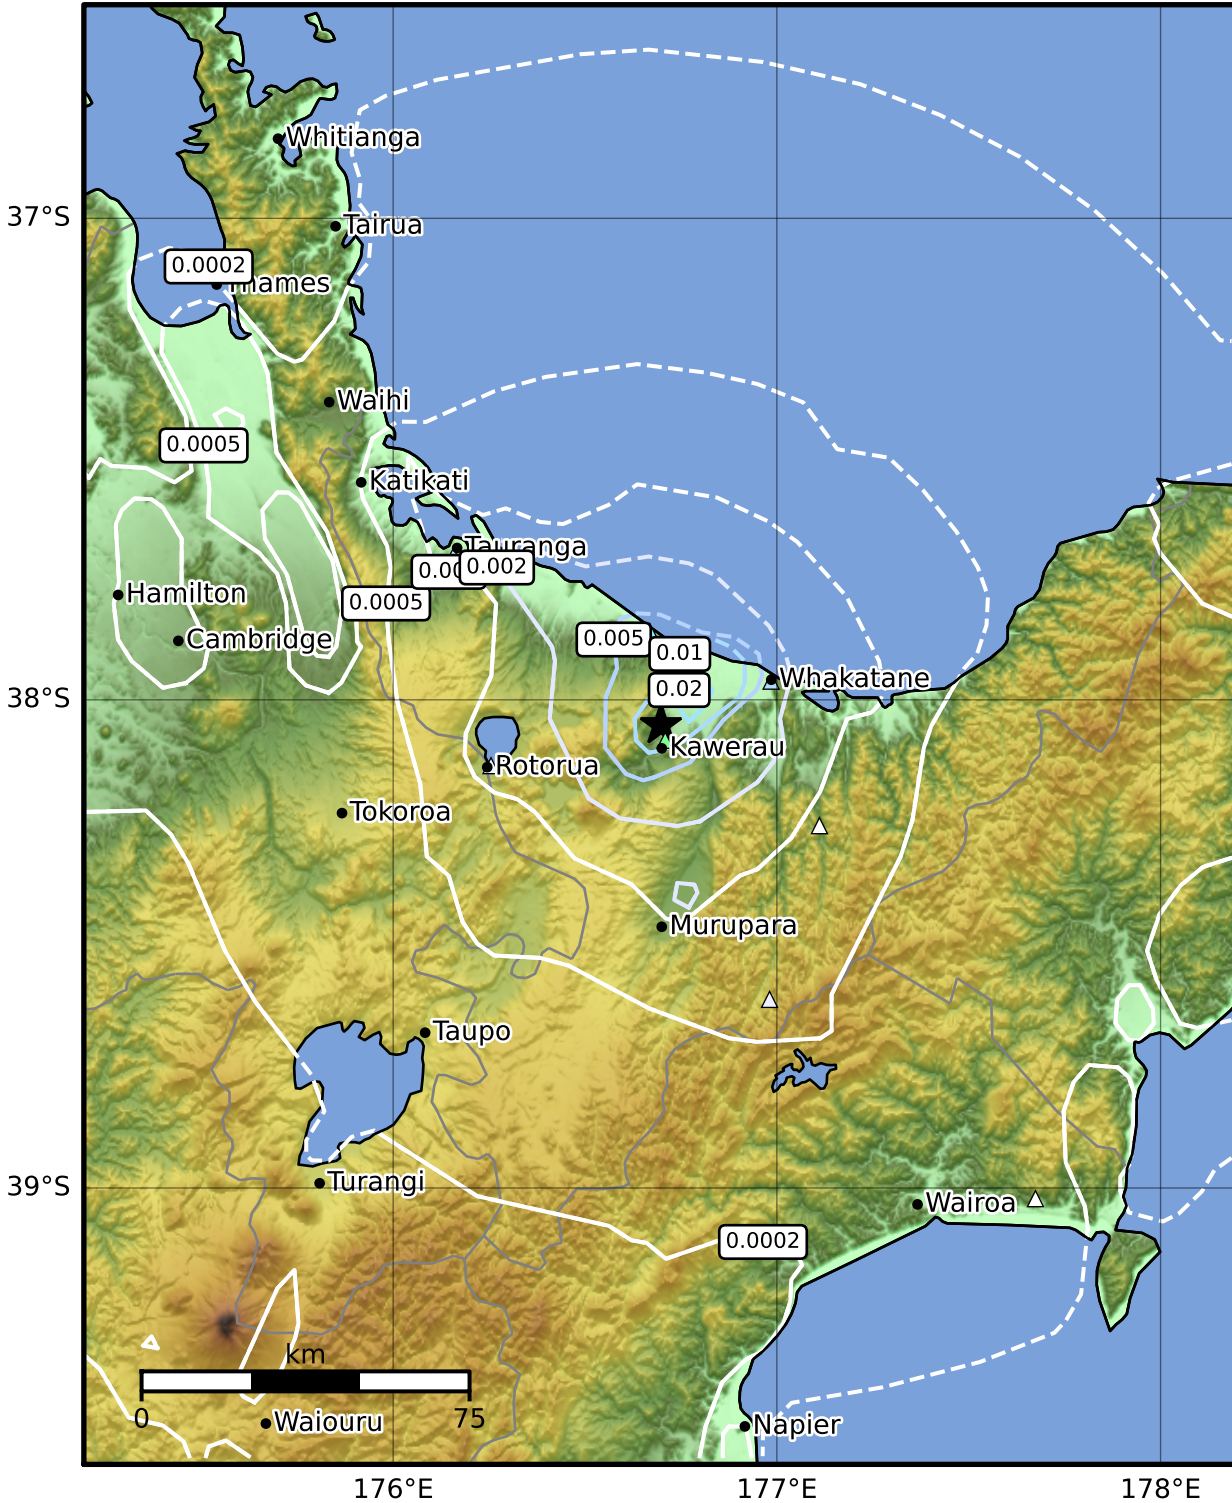 Whitianga
37°S
Tairua
0.0002
Thames
Waihi
0.0005
Katikati
Tauranga
0.002
Hamilton
0.0005
Cambridge
0.005
0.01
Whakatane
0.02
38°S
Kawerau
Rotorua
Tokoroa
Murupara
Taupo
39°S
Turangi
Wairoa
0.0002
km
0
75
Waiouru
Napier
176°E
177°E
178°E